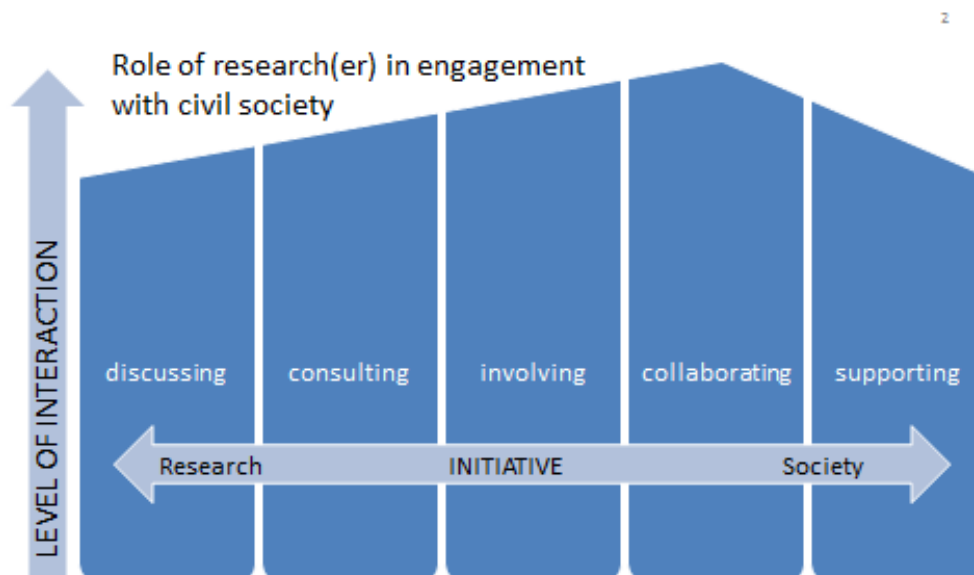 2
Role of research(er) in engagement
with civil society
LEVEL OF INTERACTION
discussing
consulting
involving
collaborating
supporting
Research
INITIATIVE
Society